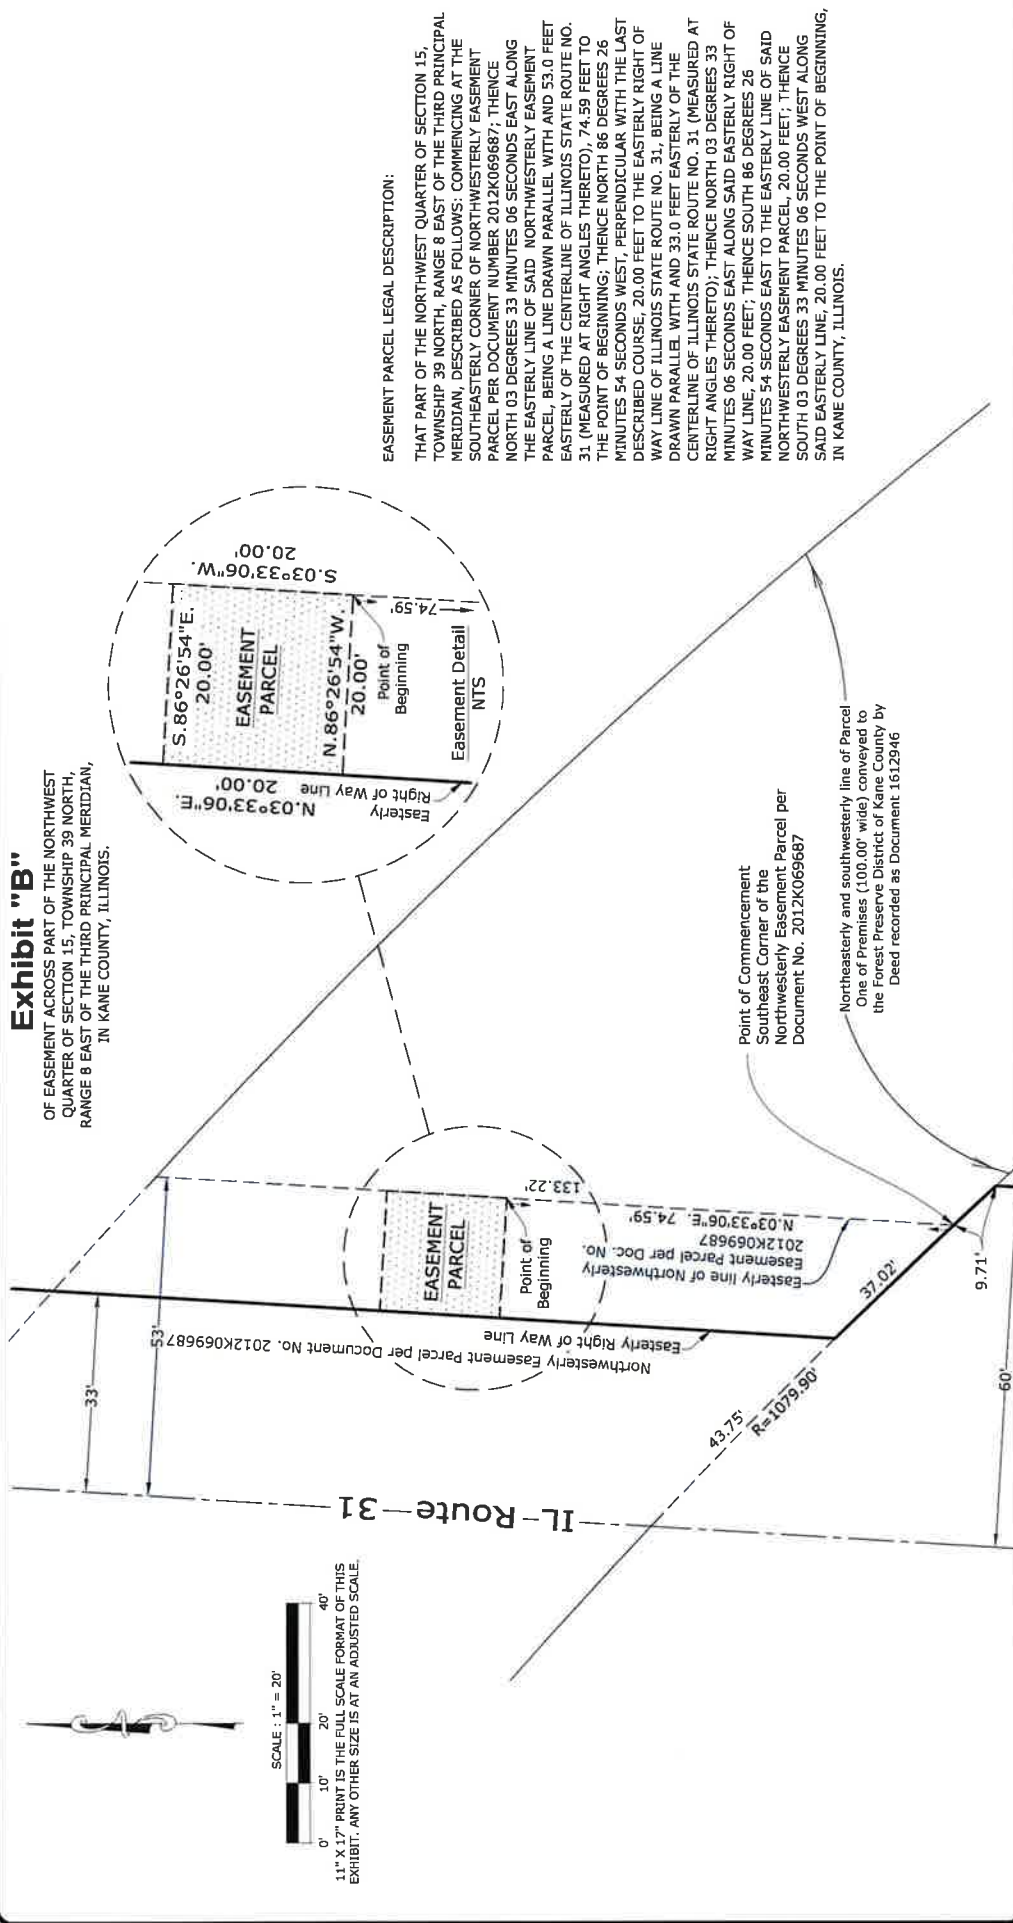 Exhibit "B"
OF EASEMENT ACROSS PART OF THE NORTHWEST
QUARTER OF SECTION 15, TOWNSHIP 39 NORTH,
RANGE 8 EAST OF THE THIRD PRINCIPAL MERIDIAN,
IN KANE COUNTY, ILLINOIS.
SCALE : 1" = 20'
0' 10' 20' 40'
11" X 17" PRINT IS THE FULL SCALE FORMAT OF THIS
EXHIBIT. ANY OTHER SIZE IS AT AN ADJUSTED SCALE.
33'
53'
IL Route 31
Northwesterly Easement Parcel per Document No. 2012K069687
Easterly Right of Way Line
EASEMENT
PARCEL
Point of
Beginning
133.22'
N.03°33'06"E. 74.59'
Easterly line of Northwesterly
Easement Parcel per Doc. No.
2012K069687
43.75'
R=1079.90'
37.02'
9.71'
60'
S.86°26'54"E.
20.00'
EASEMENT
PARCEL
N.86°26'54"W.
20.00'
S.03°33'06"W.
20.00'
N.03°33'06"E.
20.00'
Easterly
Right of Way Line
Point of
Beginning
74.59'
Easement Detail
NTS
Point of Commencement
Southeast Corner of the
Northwesterly Easement Parcel per
Document No. 2012K069687
Northeasterly and southwesterly line of Parcel
One of Premises (100.00' wide) conveyed to
the Forest Preserve District of Kane County by
Deed recorded as Document 1612946
EASEMENT PARCEL LEGAL DESCRIPTION:
THAT PART OF THE NORTHWEST QUARTER OF SECTION 15,
TOWNSHIP 39 NORTH, RANGE 8 EAST OF THE THIRD PRINCIPAL
MERIDIAN, DESCRIBED AS FOLLOWS: COMMENCING AT THE
SOUTHEASTERLY CORNER OF NORTHWESTERLY EASEMENT
PARCEL PER DOCUMENT NUMBER 2012K069687; THENCE
NORTH 03 DEGREES 33 MINUTES 06 SECONDS EAST ALONG
THE EASTERLY LINE OF SAID NORTHWESTERLY EASEMENT
PARCEL, BEING A LINE DRAWN PARALLEL WITH AND 53.0 FEET
EASTERLY OF THE CENTERLINE OF ILLINOIS STATE ROUTE NO.
31 (MEASURED AT RIGHT ANGLES THERETO), 74.59 FEET TO
THE POINT OF BEGINNING; THENCE NORTH 86 DEGREES 26
MINUTES 54 SECONDS WEST, PERPENDICULAR WITH THE LAST
DESCRIBED COURSE, 20.00 FEET TO THE EASTERLY RIGHT OF
WAY LINE OF ILLINOIS STATE ROUTE NO. 31, BEING A LINE
DRAWN PARALLEL WITH AND 33.0 FEET EASTERLY OF THE
CENTERLINE OF ILLINOIS STATE ROUTE NO. 31 (MEASURED AT
RIGHT ANGLES THERETO); THENCE NORTH 03 DEGREES 33
MINUTES 06 SECONDS EAST ALONG SAID EASTERLY RIGHT OF
WAY LINE, 20.00 FEET; THENCE SOUTH 86 DEGREES 26
MINUTES 54 SECONDS EAST TO THE EASTERLY LINE OF SAID
NORTHWESTERLY EASEMENT PARCEL, 20.00 FEET; THENCE
SOUTH 03 DEGREES 33 MINUTES 06 SECONDS WEST ALONG
SAID EASTERLY LINE, 20.00 FEET TO THE POINT OF BEGINNING,
IN KANE COUNTY, ILLINOIS.